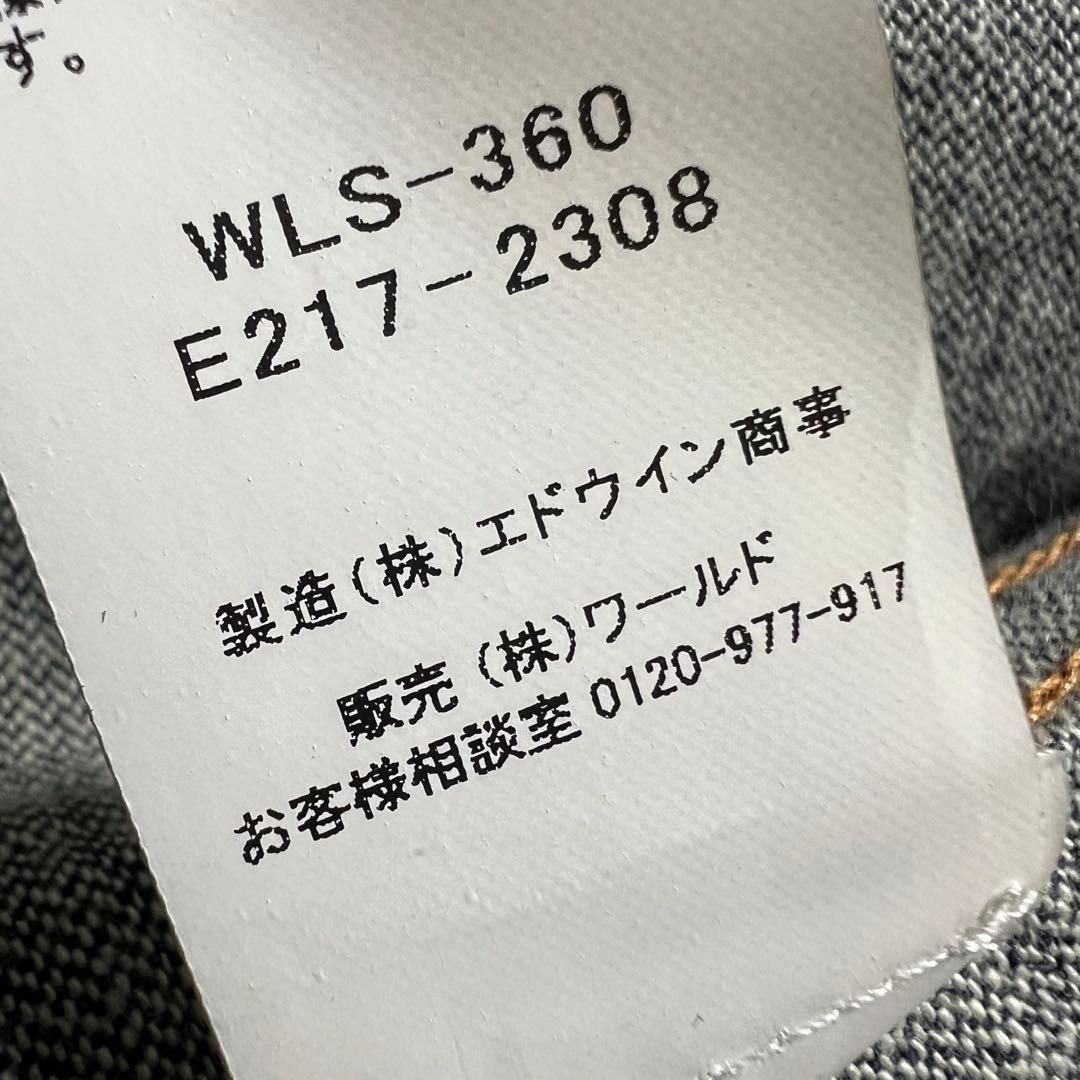 す。
WLS-360
E217-2308
製造(株)エドウイン商事
販売(株)ワールド
お客様相談室 0120-977-917